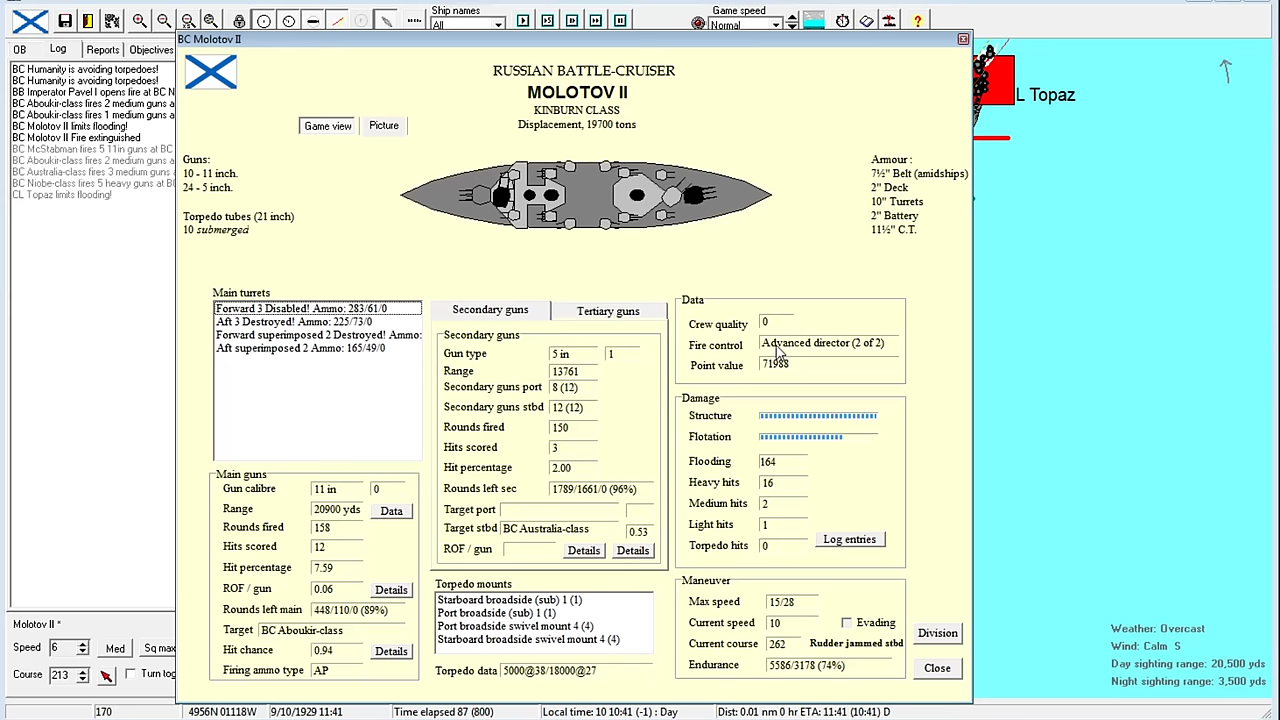 Ship names
All
Game speed
Normal
OB
Log
Reports
Objectives
BC Humanity is avoiding torpedoes!
BC Humanity is avoiding torpedoes!
BB Imperator Pavel I opens fire at BC N
BC Aboukir-class fires 2 medium guns a
BC Aboukir-class fires 1 medium guns a
BC Molotov II limits flooding!
BC Molotov II Fire extinguished
BC McStabman fires 5 11in guns at BC
BC Aboukir-class fires 2 medium guns a
BC Australia-class fires 3 medium guns a
BC Niobe-class fires 5 heavy guns at BC
CL Topaz limits flooding!
BC Molotov II
RUSSIAN BATTLE-CRUISER
MOLOTOV II
KINBURN CLASS
Displacement, 19700 tons
Game view
Picture
Guns:
10 - 11 inch.
24 - 5 inch.
Torpedo tubes (21 inch)
10 submerged
Armour :
7½" Belt (amidships)
2" Deck
10" Turrets
2" Battery
11½" C.T.
L Topaz
Main turrets
Forward 3 Disabled! Ammo: 283/61/0
Aft 3 Destroyed! Ammo: 225/73/0
Forward superimposed 2 Destroyed! Ammo:
Aft superimposed 2 Ammo: 165/49/0
Main guns
Gun calibre 11 in 0
Range 20900 yds Data
Rounds fired 158
Hits scored 12
Hit percentage 7.59
ROF / gun 0.06 Details
Rounds left main 448/110/0 (89%)
Target BC Aboukir-class
Hit chance 0.94 Details
Firing ammo type AP
Secondary guns
Tertiary guns
Secondary guns
Gun type 5 in 1
Range 13761
Secondary guns port 8 (12)
Secondary guns stbd 12 (12)
Rounds fired 150
Hits scored 3
Hit percentage 2.00
Rounds left sec 1789/1661/0 (96%)
Target port
Target stbd BC Australia-class 0.53
ROF / gun Details Details
Torpedo mounts
Starboard broadside (sub) 1 (1)
Port broadside (sub) 1 (1)
Port broadside swivel mount 4 (4)
Starboard broadside swivel mount 4 (4)
Torpedo data 5000@38/18000@27
Data
Crew quality 0
Fire control Advanced director (2 of 2)
Point value 71988
Damage
Structure
Flotation
Flooding 164
Heavy hits 16
Medium hits 2
Light hits 1
Torpedo hits 0
Log entries
Maneuver
Max speed 15/28
Current speed 10 Evading
Current course 262 Rudder jammed stbd
Endurance 5586/3178 (74%)
Division
Close
Molotov II *
Speed 6 Med Sq max
Course 213 Turn tog
Weather: Overcast
Wind: Calm S
Day sighting range: 20,500 yds
Night sighting range: 3,500 yds
170
4956N 01118W
9/10/1929 11:41
Time elapsed 87 (800)
Local time: 10 10:41 (-1) : Day
Dist: 0.01 nm 0 hr ETA: 11:41 (10:41) D